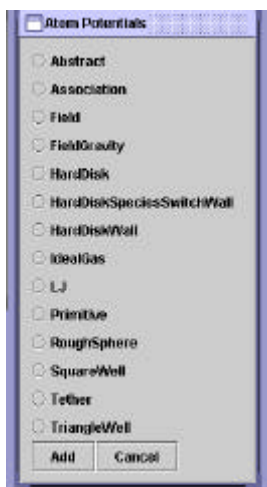 Atom Potentials
Abstract
Association
Field
FieldGravity
HardDisk
HardDiskSpeciesSwitchWall
HardDiskWall
IdealGas
LJ
Primitive
RoughSphere
SquareWell
Tether
TriangleWell
Add Cancel